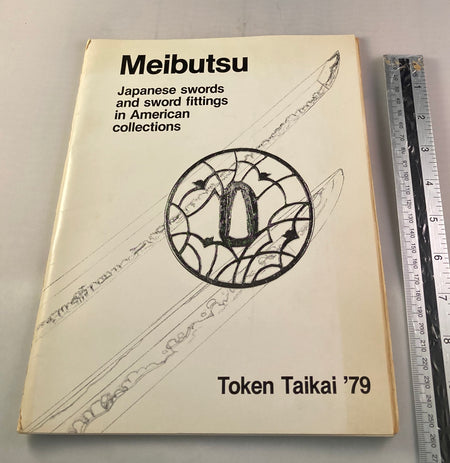 Meibutsu
Japanese swords
and sword fittings
in American
collections
Token Taikai '79